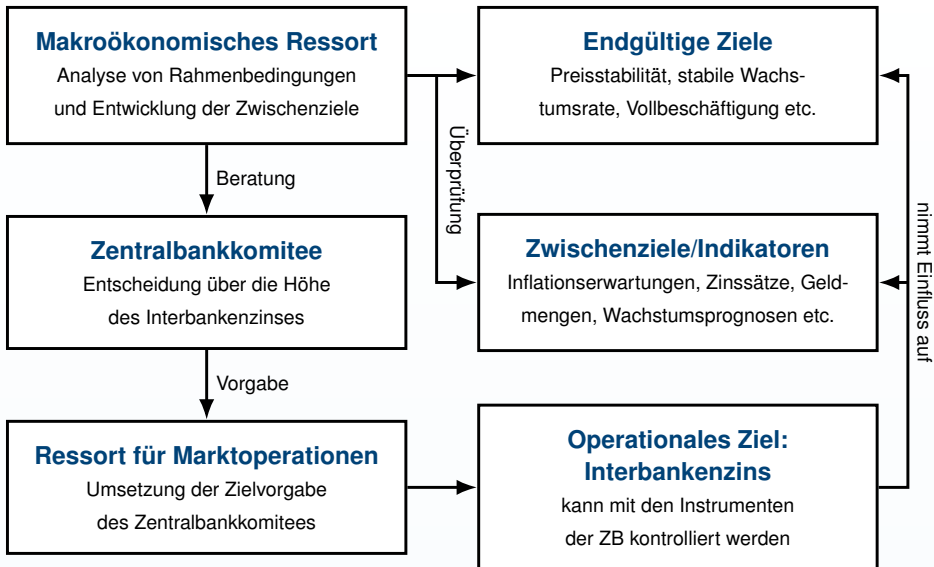 Makroökonomisches Ressort
Analyse von Rahmenbedingungen
und Entwicklung der Zwischenziele
Endgültige Ziele
Preisstabilität, stabile Wachs-
tumsrate, Vollbeschäftigung etc.
Überprüfung
Beratung
Zentralbankkomitee
Entscheidung über die Höhe
des Interbankenzinses
Zwischenziele/Indikatoren
Inflationserwartungen, Zinssätze, Geld-
mengen, Wachstumsprognosen etc.
nimmt Einfluss auf
Vorgabe
Ressort für Marktoperationen
Umsetzung der Zielvorgabe
des Zentralbankkomitees
Operationales Ziel:
Interbankenzins
kann mit den Instrumenten
der ZB kontrolliert werden